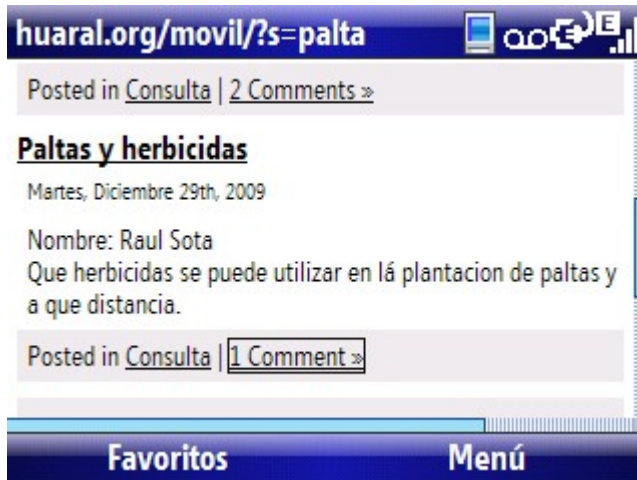 huaral.org/movil/?s=palta
E
Posted in Consulta | 2 Comments »
Paltas y herbicidas
Martes, Diciembre 29th, 2009
Nombre: Raul Sota
Que herbicidas se puede utilizar en lá plantacion de paltas y
a que distancia.
Posted in Consulta | 1 Comment »
Favoritos Menú